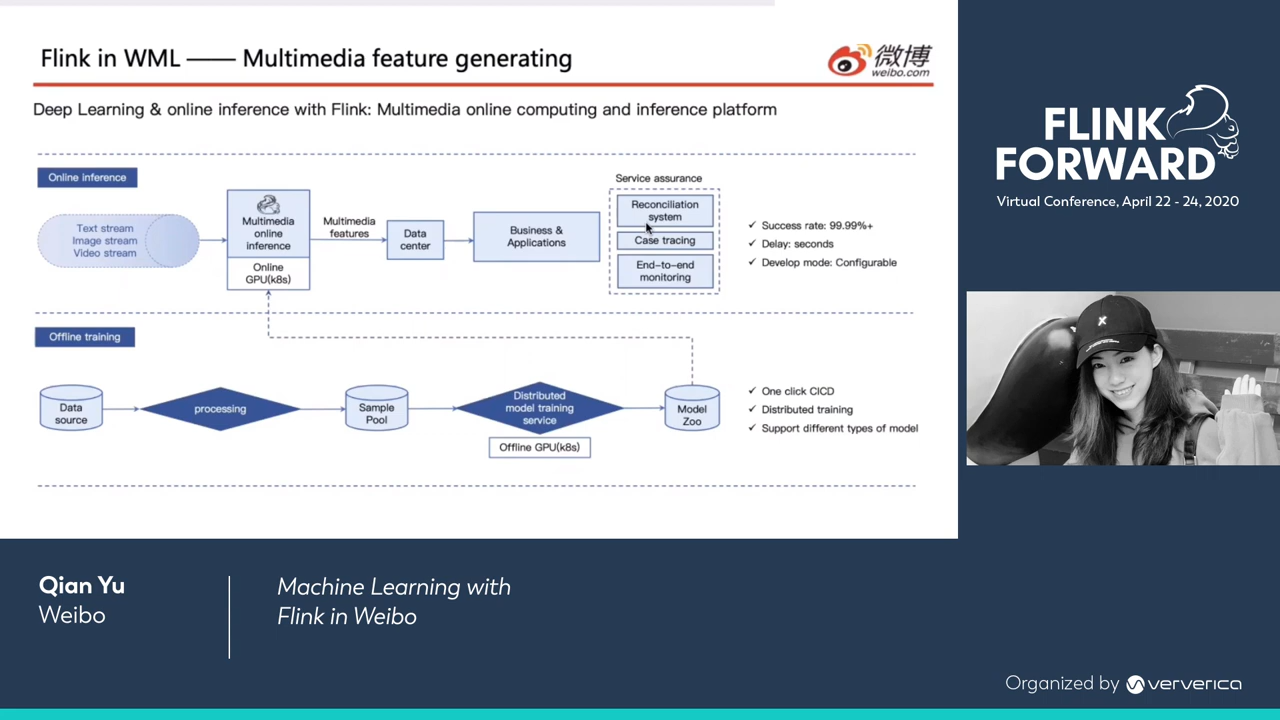 Flink in WML —— Multimedia feature generating
微博
weibo.com
Deep Learning & online inference with Flink: Multimedia online computing and inference platform
Online inference
Text stream
Image stream
Video stream
Multimedia
online
inference
Online
GPU(k8s)
Multimedia
features
Data
center
Business &
Applications
Service assurance
Reconciliation
system
Case tracing
End-to-end
monitoring
✓ Success rate: 99.99%+
✓ Delay: seconds
✓ Develop mode: Configurable
Offline training
Data
source
processing
Sample
Pool
Distributed
model training
service
Offline GPU(k8s)
Model
Zoo
✓ One click CICD
✓ Distributed training
✓ Support different types of model
FLINK
FORWARD
Virtual Conference, April 22 - 24, 2020
Qian Yu
Weibo
Machine Learning with
Flink in Weibo
Organized by ververica